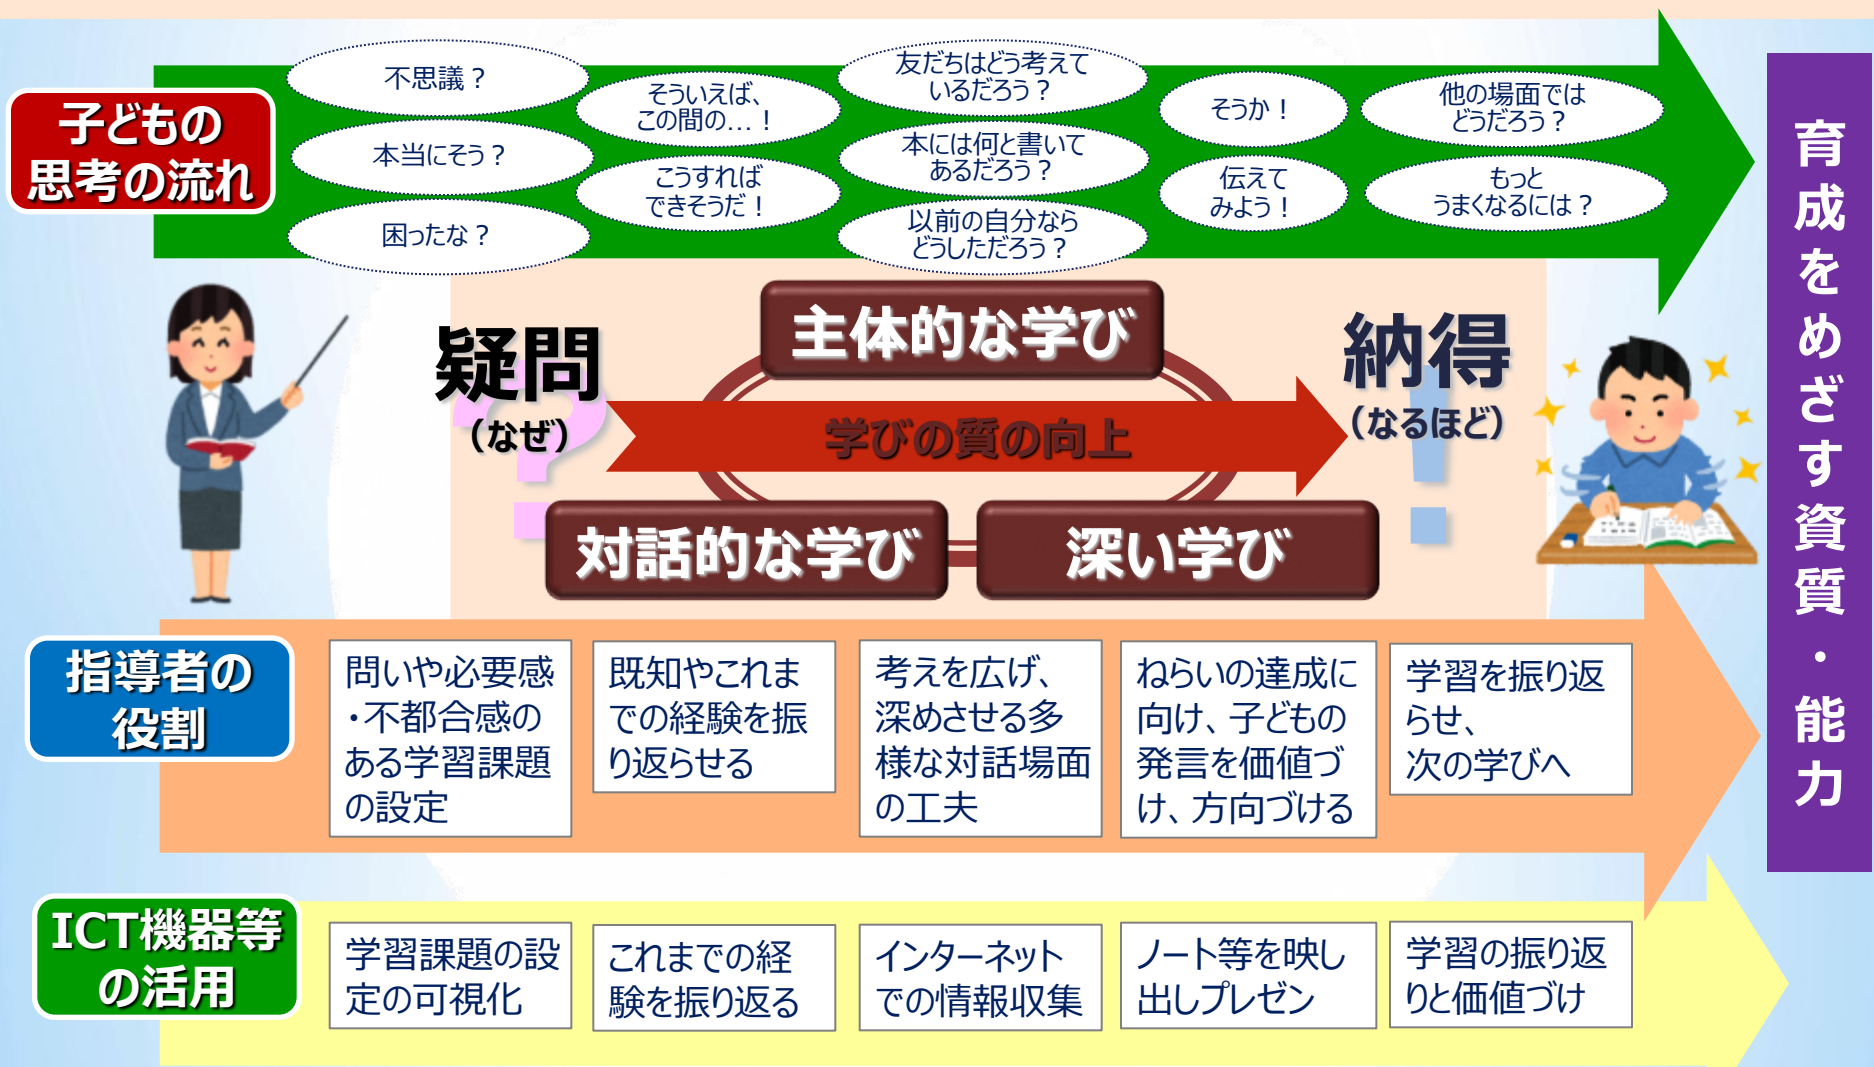 子どもの
思考の流れ
不思議？
本当にそう？
困ったな？
そういえば、
この間の…！
こうすれば
できそうだ！
友だちはどう考えて
いるだろう？
本には何と書いて
あるだろう？
以前の自分なら
どうしただろう？
そうか！
伝えて
みよう！
他の場面では
どうだろう？
もっと
うまくなるには？
育成をめざす資質・能力
?
疑問
（なぜ）
主体的な学び
学びの質の向上
対話的な学び
深い学び
!
納得
（なるほど）
指導者の
役割
問いや必要感
・不都合感の
ある学習課題
の設定
既知やこれま
での経験を振
り返らせる
考えを広げ、
深めさせる多
様な対話場面
の工夫
ねらいの達成に
向け、子どもの
発言を価値づ
け、方向づける
学習を振り返
らせ、
次の学びへ
ICT機器等
の活用
学習課題の設
定の可視化
これまでの経
験を振り返る
インターネット
での情報収集
ノート等を映し
出しプレゼン
学習の振り返
りと価値づけ